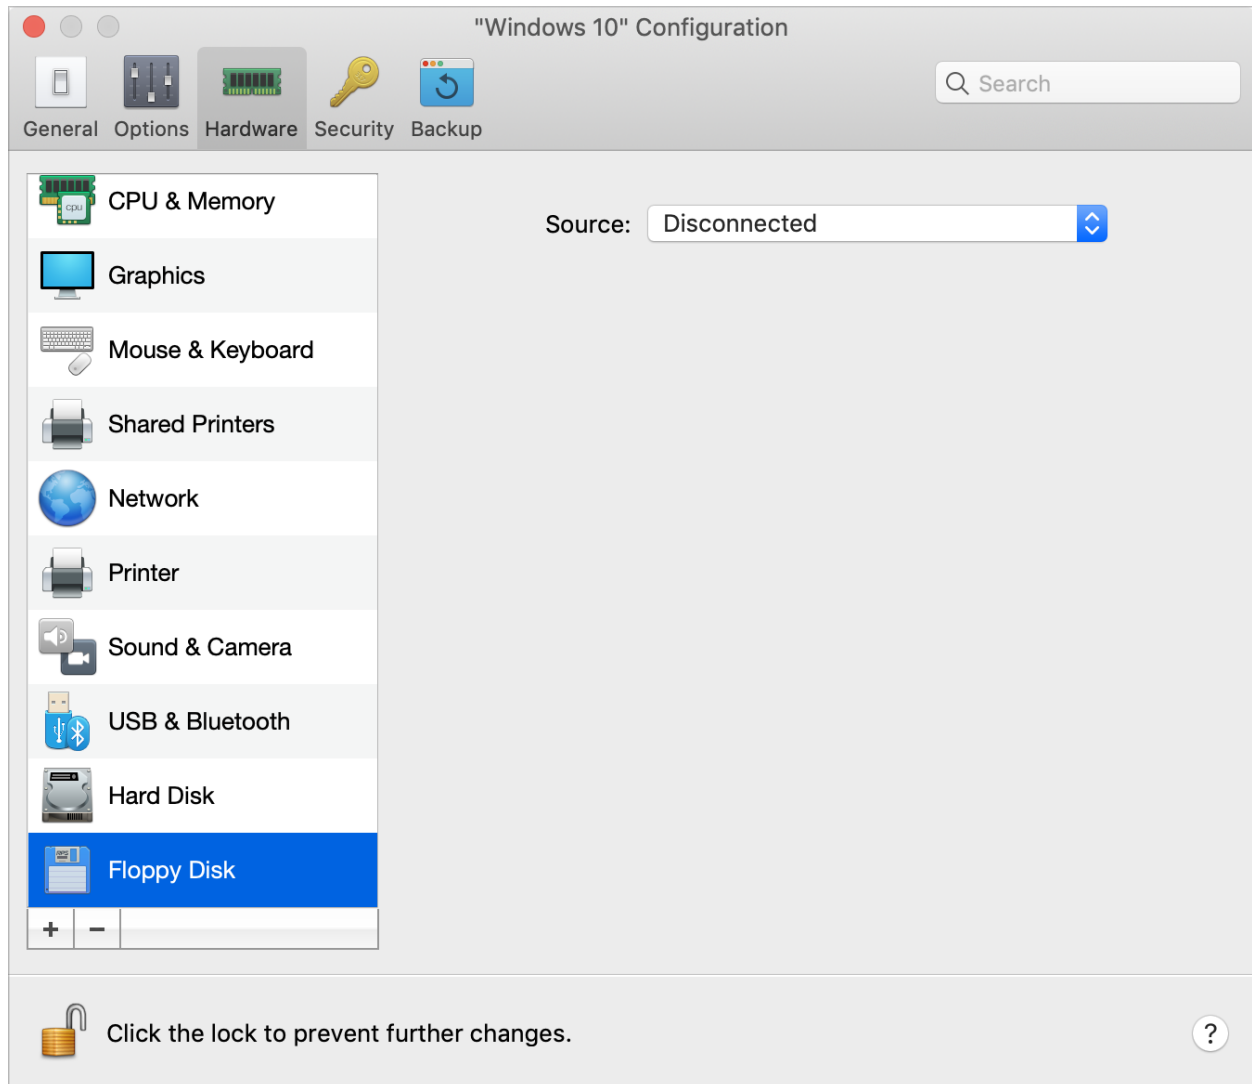 "Windows 10" Configuration
General Options Hardware Security Backup
Search
CPU & Memory
cpu
Graphics
Mouse & Keyboard
Shared Printers
Network
Printer
Sound & Camera
USB & Bluetooth
Hard Disk
Floppy Disk
Source: Disconnected
+ −
Click the lock to prevent further changes.
?